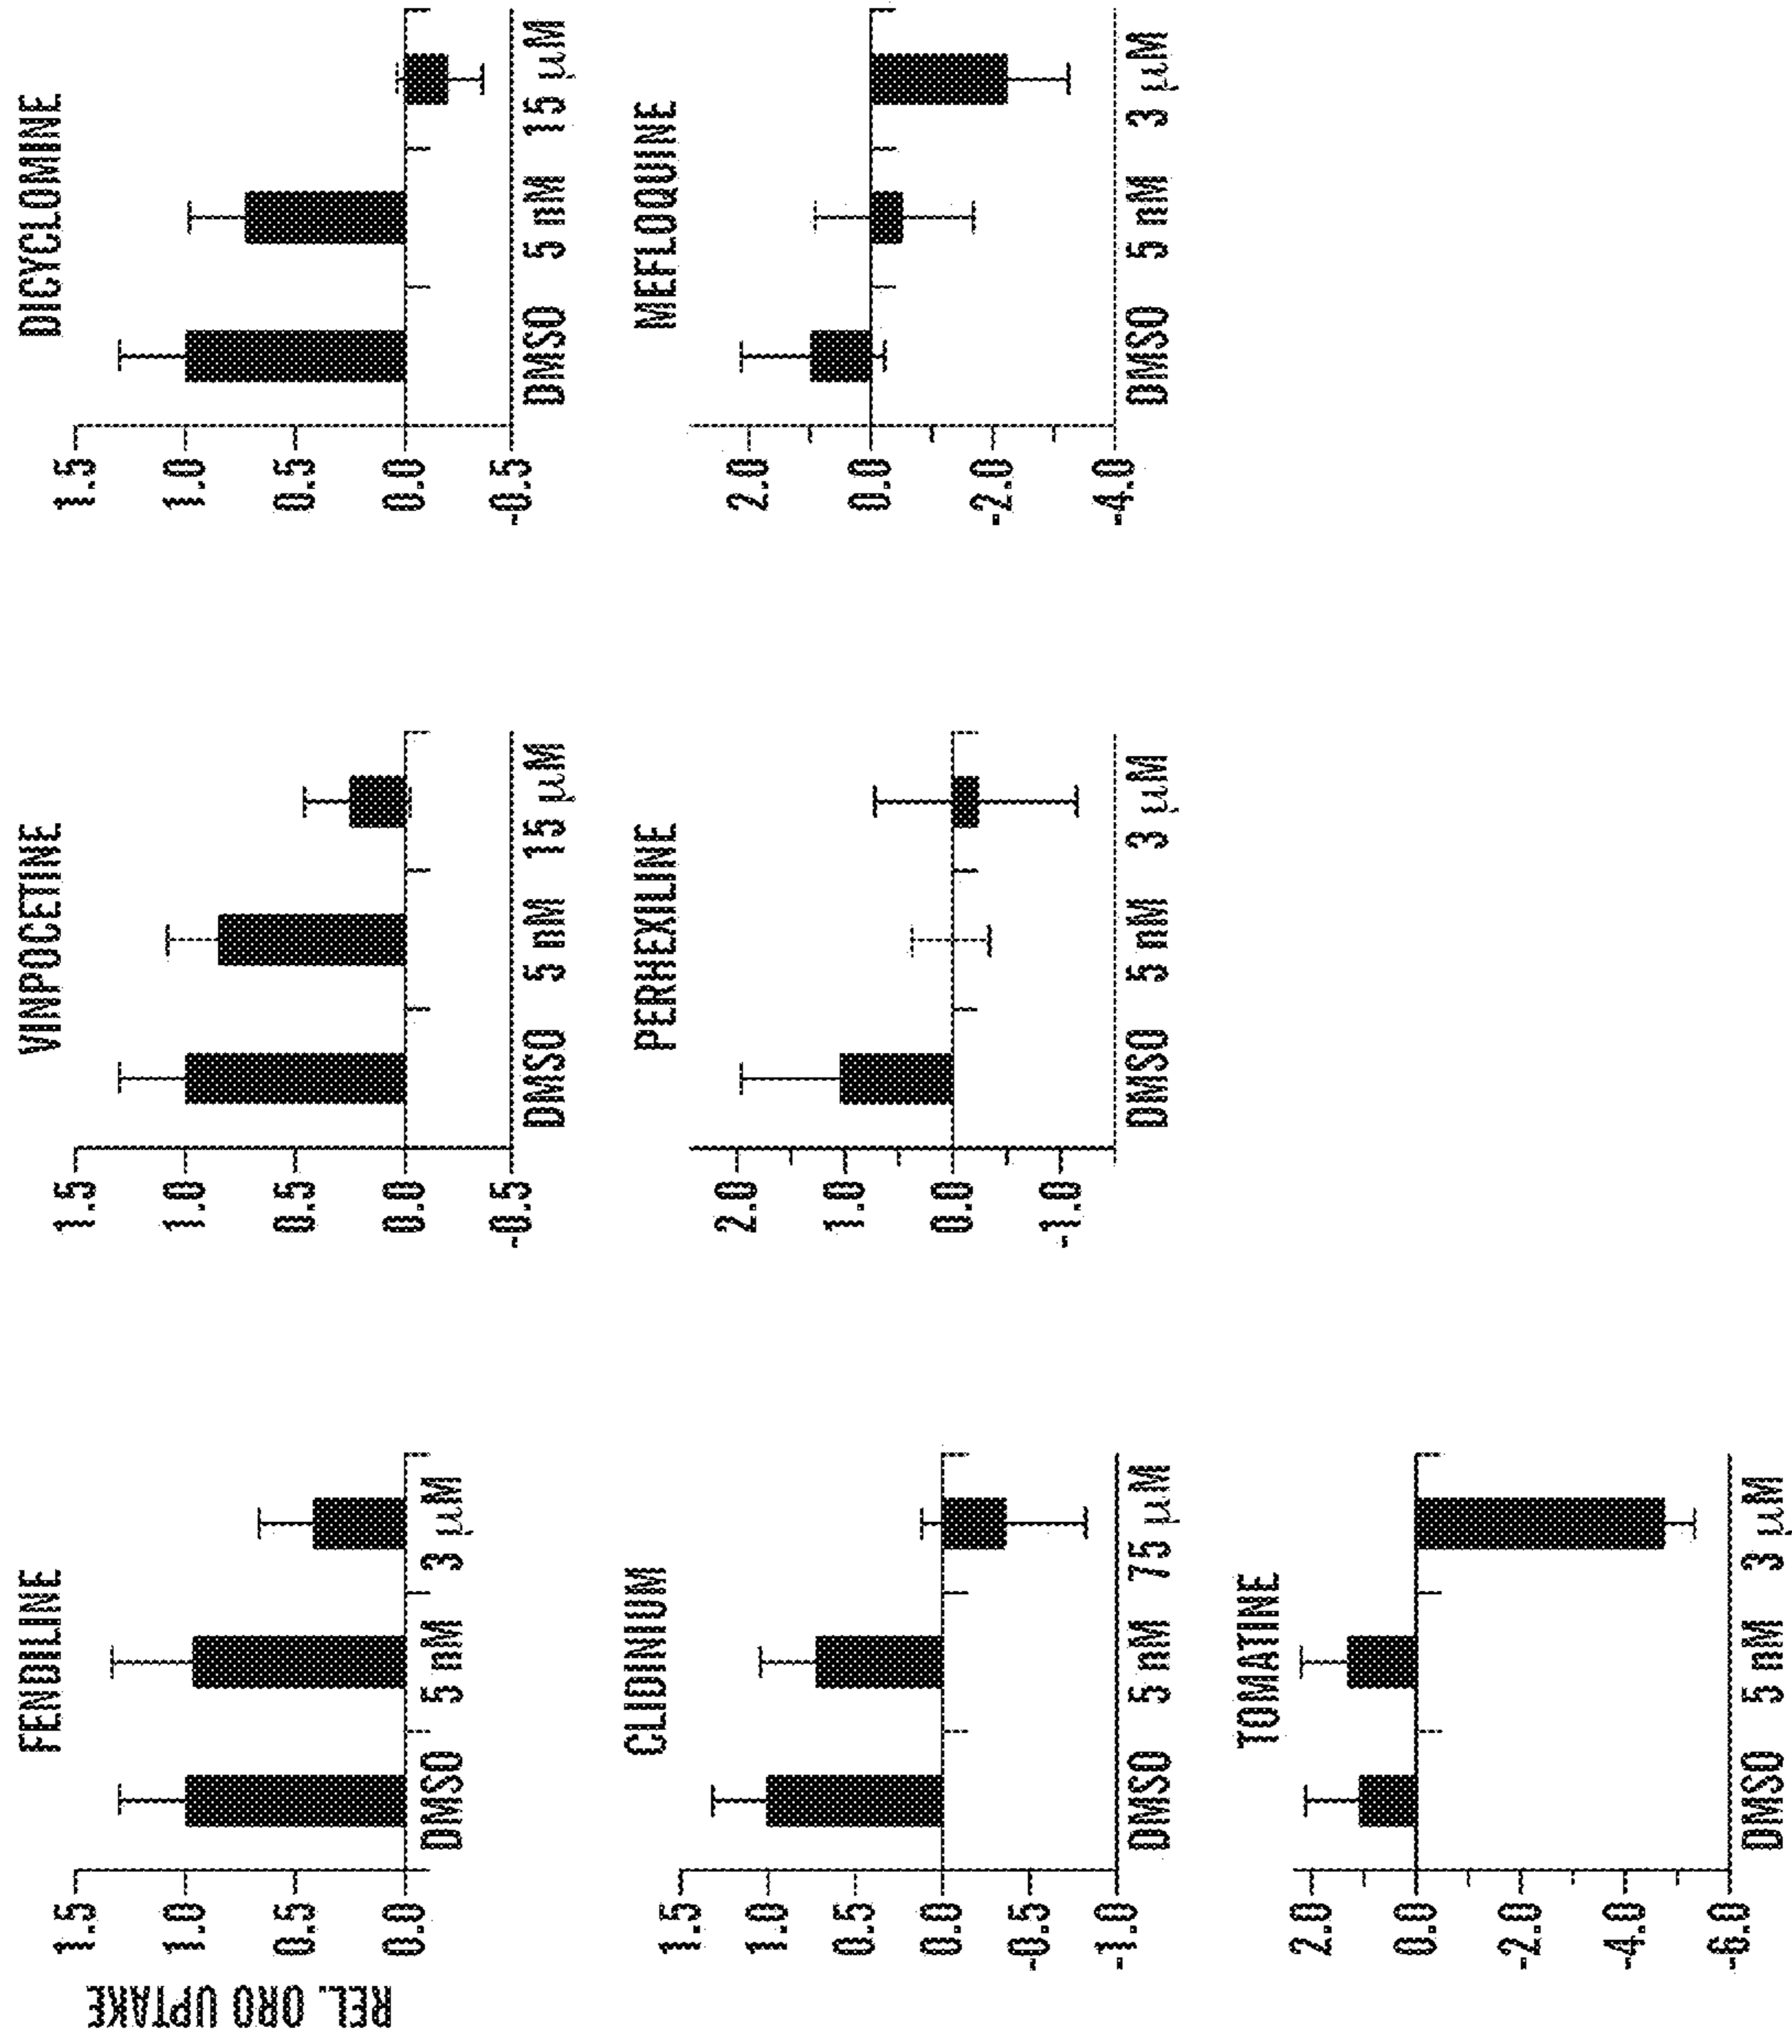 REL. ORO UPTAKE
FENDILINE
1.5
1.0
0.5
0.0
DMSO 5 nM 3 μM
VINPOCETINE
1.5
1.0
0.5
0.0
-0.5
DMSO 5 nM 15 μM
DICYCLOMINE
1.5
1.0
0.5
0.0
-0.5
DMSO 5 nM 15 μM
CLIDINIUM
1.5
1.0
0.5
0.0
-0.5
-1.0
DMSO 5 nM 75 μM
PERHEXILINE
2.0
1.0
0.0
-1.0
DMSO 5 nM 3 μM
MEFLOQUINE
2.0
0.0
-2.0
-4.0
DMSO 5 nM 3 μM
TOMATINE
2.0
0.0
-2.0
-4.0
-6.0
DMSO 5 nM 3 μM